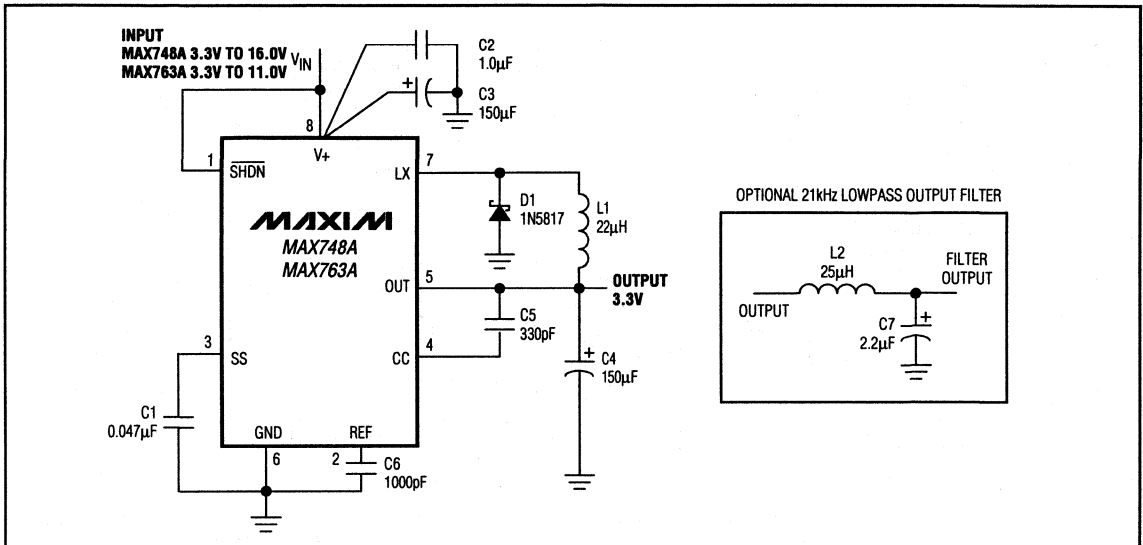 INPUT
MAX748A 3.3V TO 16.0V
MAX763A 3.3V TO 11.0V
VIN
C2
1.0µF
+
C3
150µF
8
V+
1
SHDN
LX
7
MAXIM
MAX748A
MAX763A
D1
1N5817
L1
22µH
OUT
5
OUTPUT
3.3V
C5
330pF
CC
4
+
C4
150µF
3
SS
C1
0.047µF
GND
REF
6
2
C6
1000pF
OPTIONAL 21kHz LOWPASS OUTPUT FILTER
L2
25µH
FILTER
OUTPUT
OUTPUT
C7
+
2.2µF